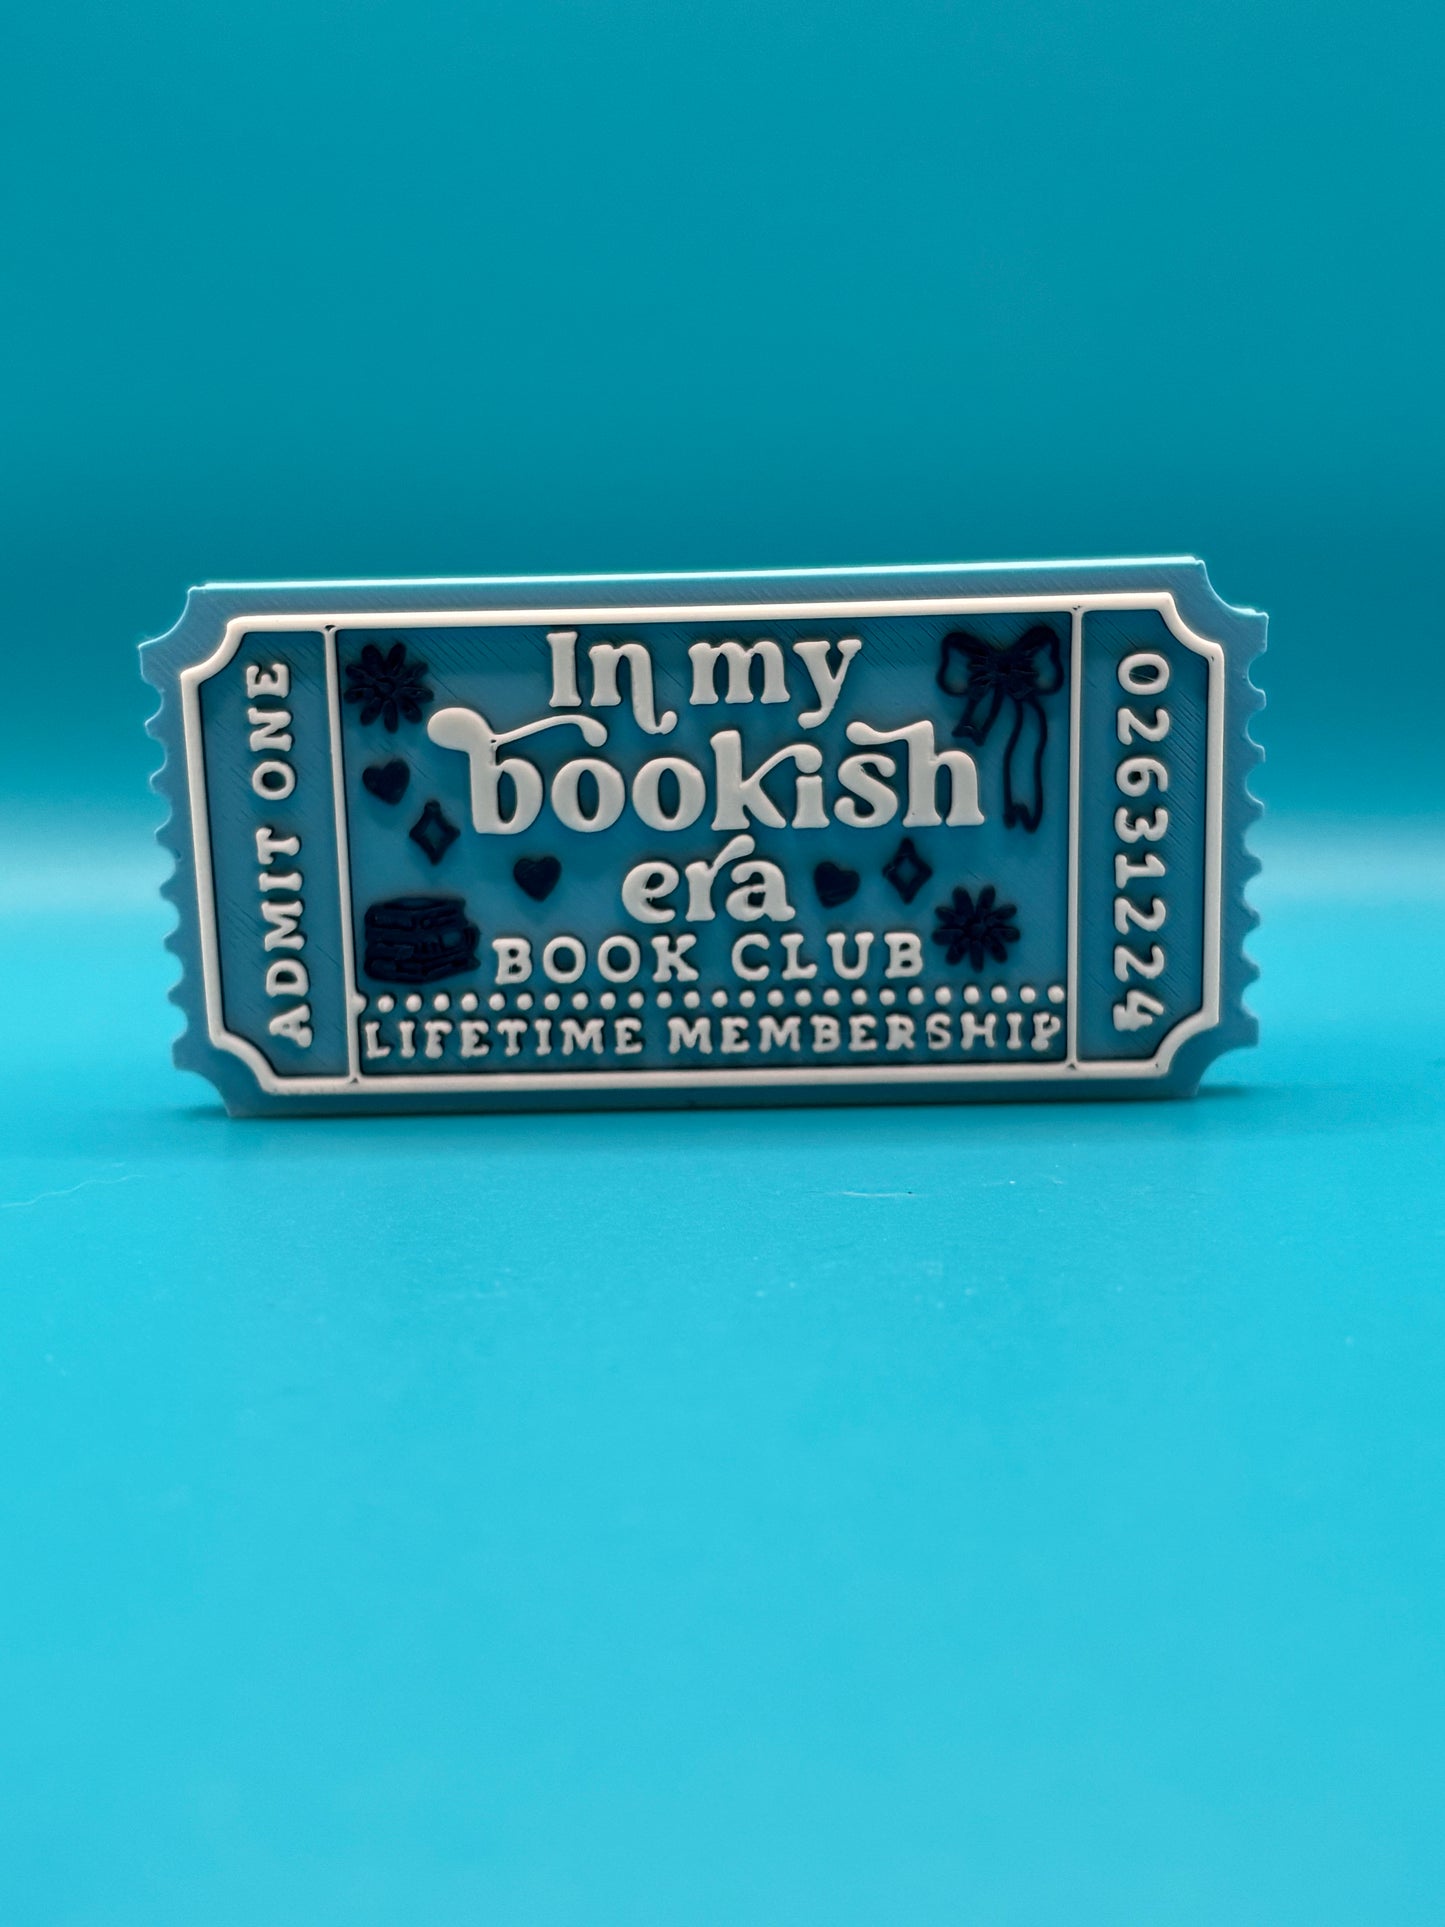 ADMIT ONE
In my
bookish
era
BOOK CLUB
LIFETIME MEMBERSHIP
02631224